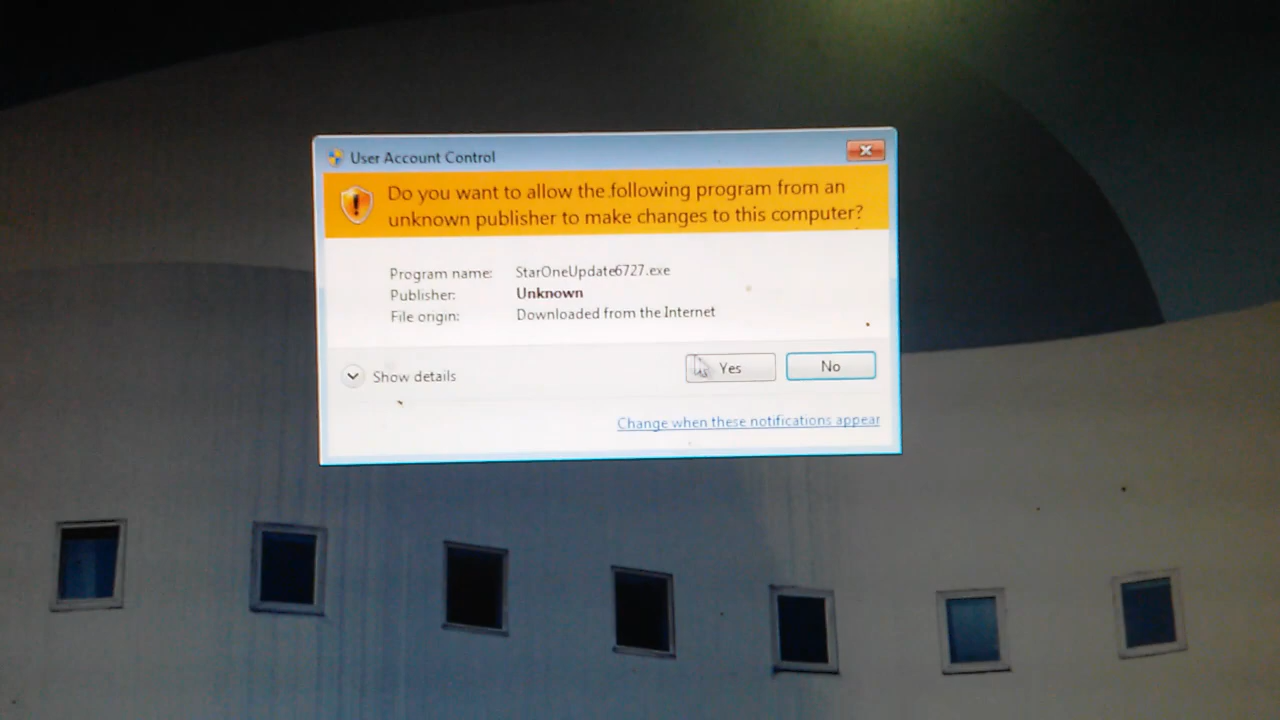 User Account Control
Do you want to allow the following program from an
unknown publisher to make changes to this computer?
Program name: StarOneUpdate6727.exe
Publisher: Unknown
File origin: Downloaded from the Internet
Show details
Yes
No
Change when these notifications appear